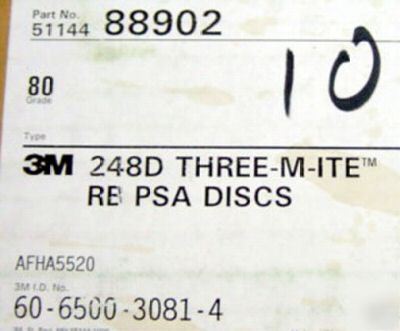 Part No.
51144 88902
80
Grade
10
Type
3M 248D THREE-M-ITE™
RB PSA DISCS
AFHA5520
3M I.D. No.
60-6500-3081-4